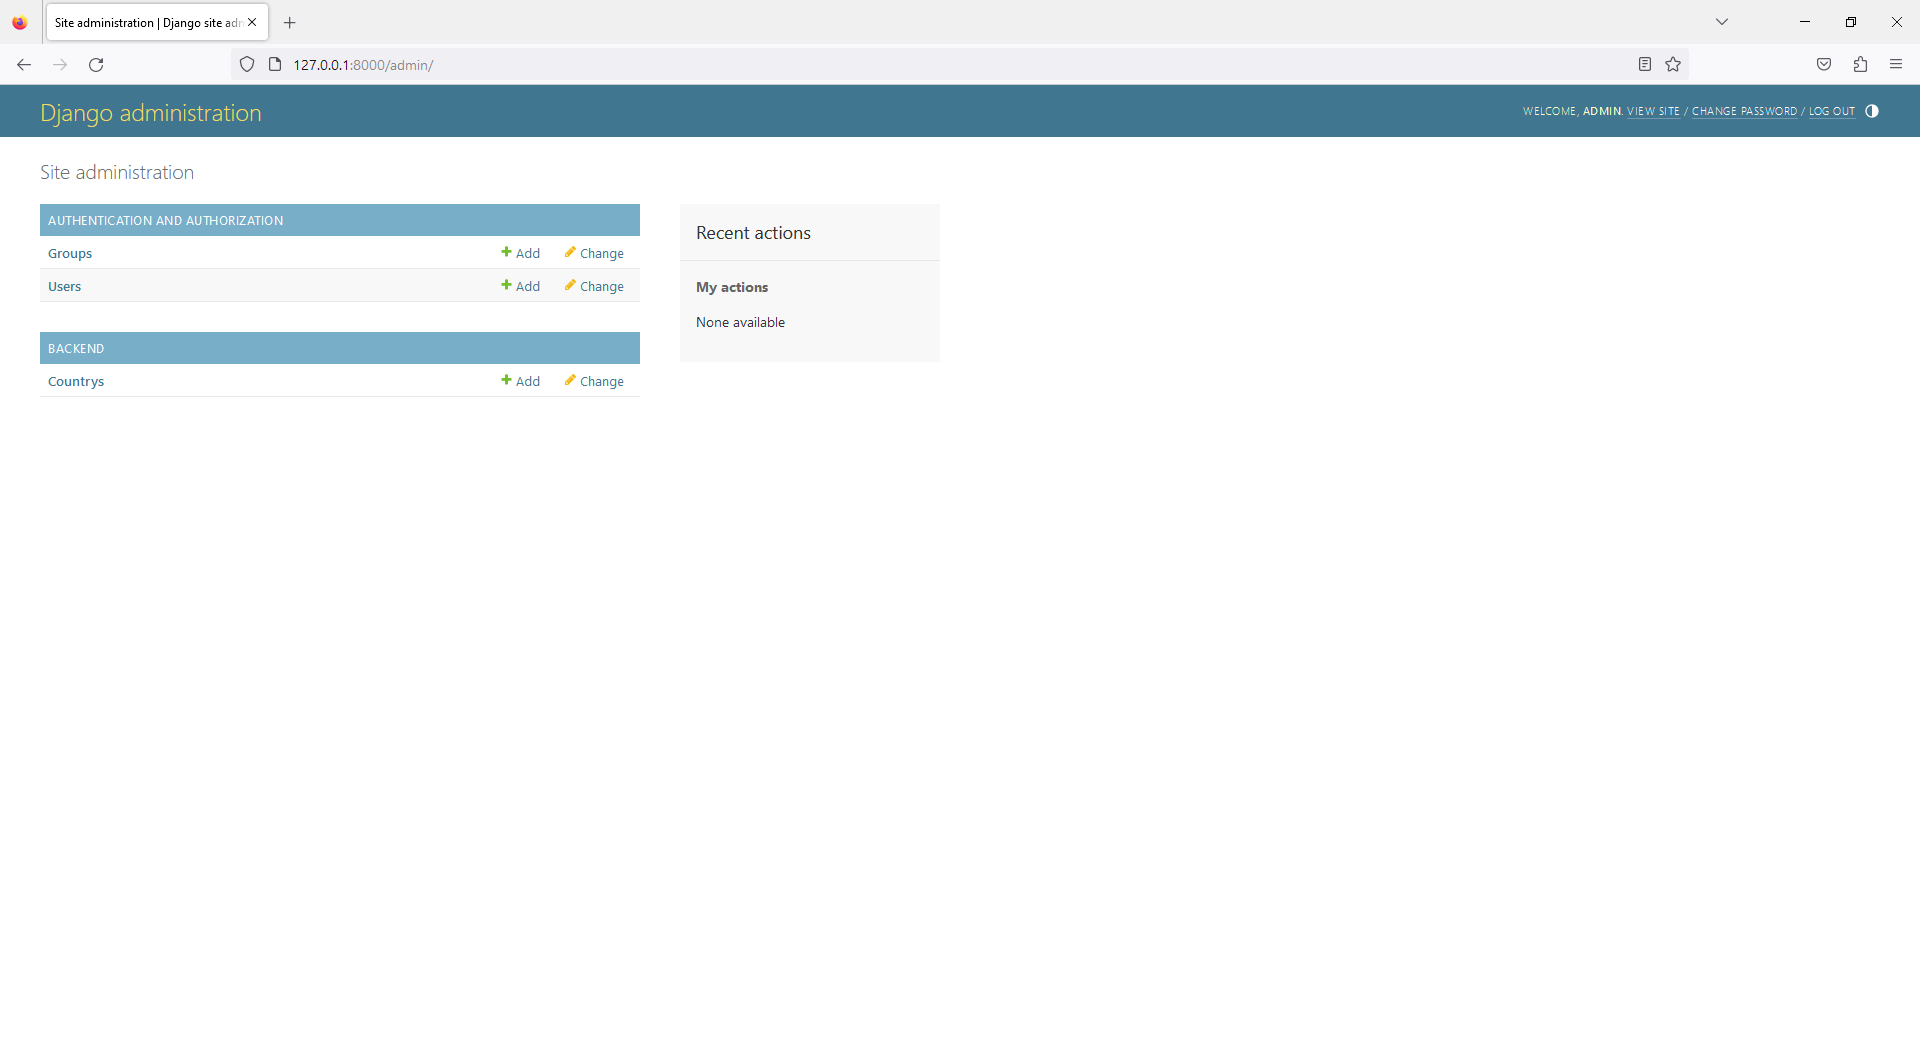 Site administration | Django site adn
127.0.0.1:8000/admin/
Django administration
WELCOME, ADMIN. VIEW SITE / CHANGE PASSWORD / LOG OUT
Site administration
AUTHENTICATION AND AUTHORIZATION
Groups Add Change
Users Add Change
BACKEND
Countrys Add Change
Recent actions
My actions
None available